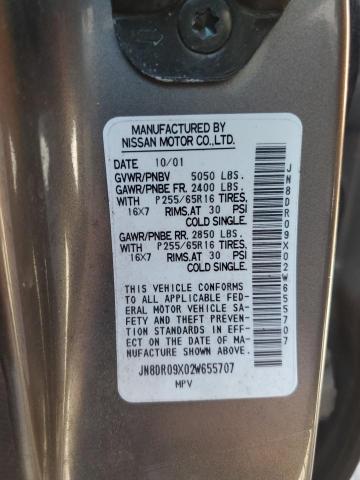 MANUFACTURED BY
NISSAN MOTOR CO.,LTD.
DATE 10/01
GVWR/PNBV 5050 LBS.
GAWR/PNBE FR. 2400 LBS.
WITH P255/65R16 TIRES,
16X7 RIMS,AT 30 PSI
COLD SINGLE.
GAWR/PNBE RR. 2850 LBS.
WITH P255/65R16 TIRES,
16X7 RIMS,AT 30 PSI
COLD SINGLE.
THIS VEHICLE CONFORMS
TO ALL APPLICABLE FED-
ERAL MOTOR VEHICLE SA-
FETY AND THEFT PREVEN-
TION STANDARDS IN EFF-
ECT ON THE DATE OF
MANUFACTURE SHOWN ABOVE.
JN8DR09X02W655707
MPV
JN8DR09X02W655707